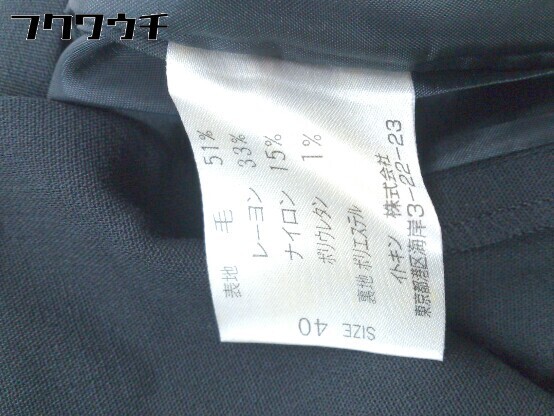 フクウウチ
表地 毛 51%
レーヨン 33%
ナイロン 15%
ポリウレタン 1%
裏地 ポリエステル
イトキン 株式会社
東京都港区海岸3-22-23
SIZE 40